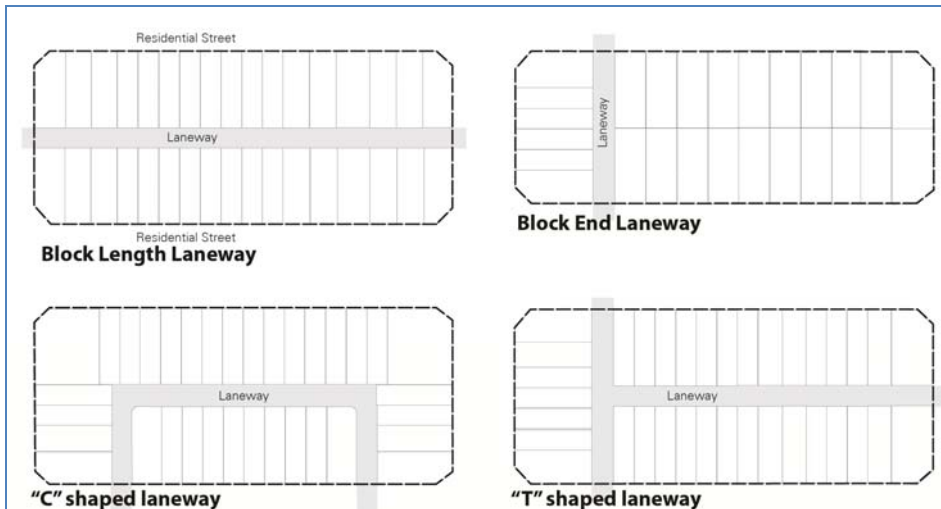 Residential Street
Laneway
Residential Street
Block Length Laneway
Laneway
Block End Laneway
Laneway
“C” shaped laneway
Laneway
“T” shaped laneway